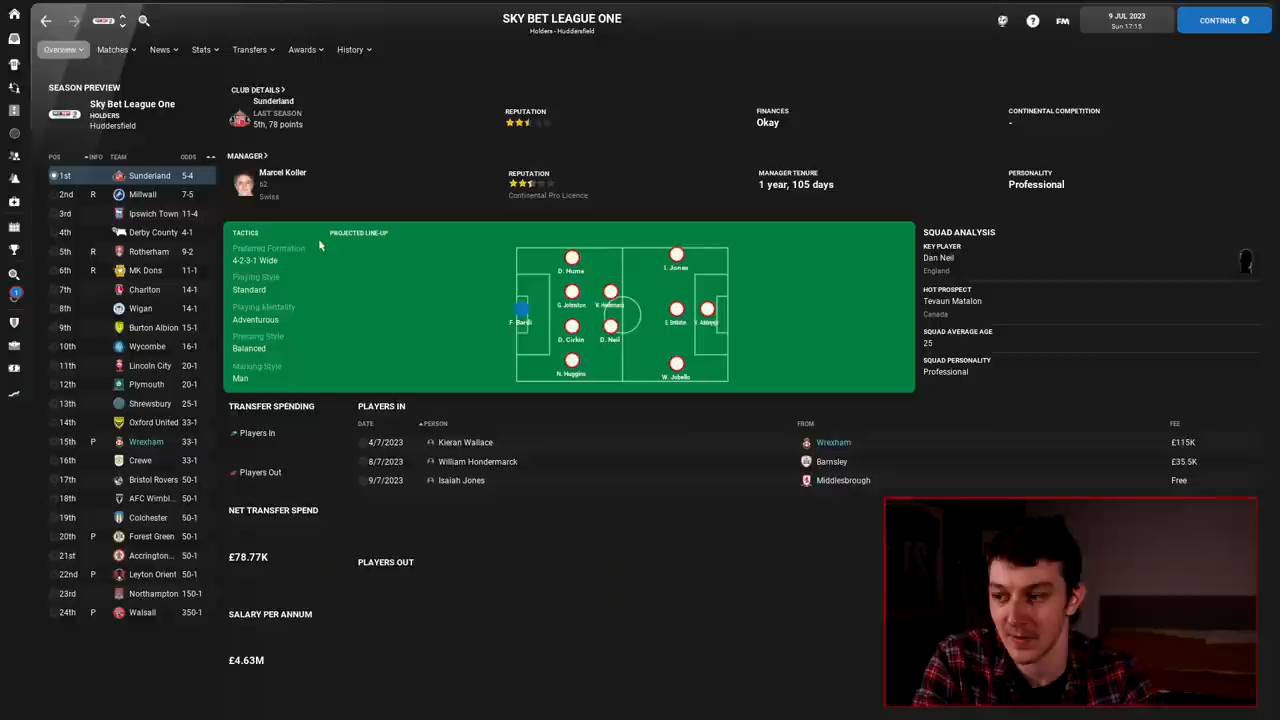 SKY BET LEAGUE ONE
Holders - Huddersfield
FM
9 JUL 2023
Sun 17:15
CONTINUE
Overview
Matches
News
Stats
Transfers
Awards
History
SEASON PREVIEW
Sky Bet League One
HOLDERS
Huddersfield
POS INFO TEAM ODDS
1st Sunderland 5-4
2nd R Millwall 7-5
3rd Ipswich Town 11-4
4th Derby County 4-1
5th R Rotherham 9-2
6th R MK Dons 11-1
7th Charlton 14-1
8th Wigan 14-1
9th Burton Albion 15-1
10th Wycombe 16-1
11th Lincoln City 20-1
12th Plymouth 20-1
13th Shrewsbury 25-1
14th Oxford United 33-1
15th P Wrexham 33-1
16th Crewe 33-1
17th Bristol Rovers 50-1
18th AFC Wimbl... 50-1
19th Colchester 50-1
20th P Forest Green 50-1
21st Accrington... 50-1
22nd P Leyton Orient 50-1
23rd Northampton 150-1
24th P Walsall 350-1
CLUB DETAILS >
Sunderland
LAST SEASON
5th, 78 points
REPUTATION
FINANCES
Okay
CONTINENTAL COMPETITION
-
MANAGER >
Marcel Koller
62
Swiss
REPUTATION
Continental Pro Licence
MANAGER TENURE
1 year, 105 days
PERSONALITY
Professional
TACTICS
Preferred Formation
4-2-3-1 Wide
Playing Style
Standard
Playing Mentality
Adventurous
Pressing Style
Balanced
Marking Style
Man
PROJECTED LINE-UP
D. Hume
I. Jones
G. Johnston
F. Bardi
D. Cirkin
D. Neil
N. Huggins
W. Jobello
SQUAD ANALYSIS
KEY PLAYER
Dan Neil
England
HOT PROSPECT
Tevaun Matalon
Canada
SQUAD AVERAGE AGE
25
SQUAD PERSONALITY
Professional
TRANSFER SPENDING
Players In
Players Out
NET TRANSFER SPEND
£78.77K
SALARY PER ANNUM
£4.63M
PLAYERS IN
DATE PERSON FROM FEE
4/7/2023 Kieran Wallace Wrexham £115K
8/7/2023 William Hondermarck Barnsley £35.5K
9/7/2023 Isaiah Jones Middlesbrough Free
PLAYERS OUT